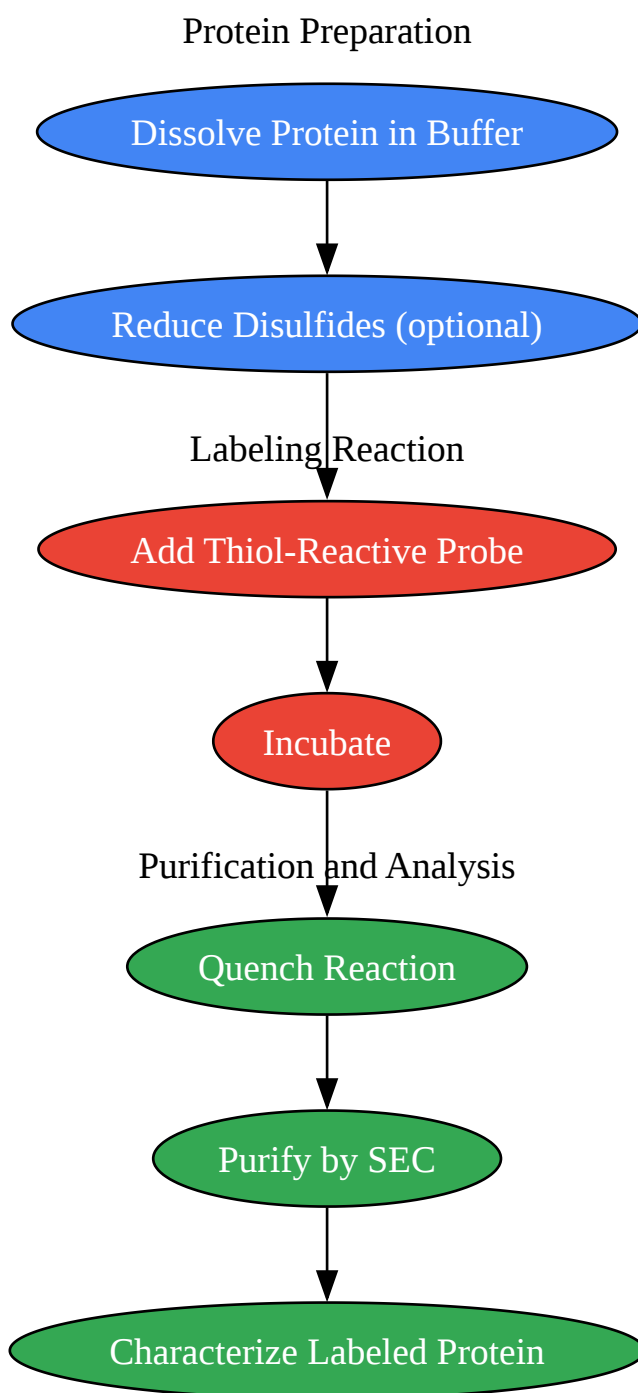 Protein Preparation
Dissolve Protein in Buffer
Reduce Disulfides (optional)
Labeling Reaction
Add Thiol-Reactive Probe
Incubate
Purification and Analysis
Quench Reaction
Purify by SEC
Characterize Labeled Protein